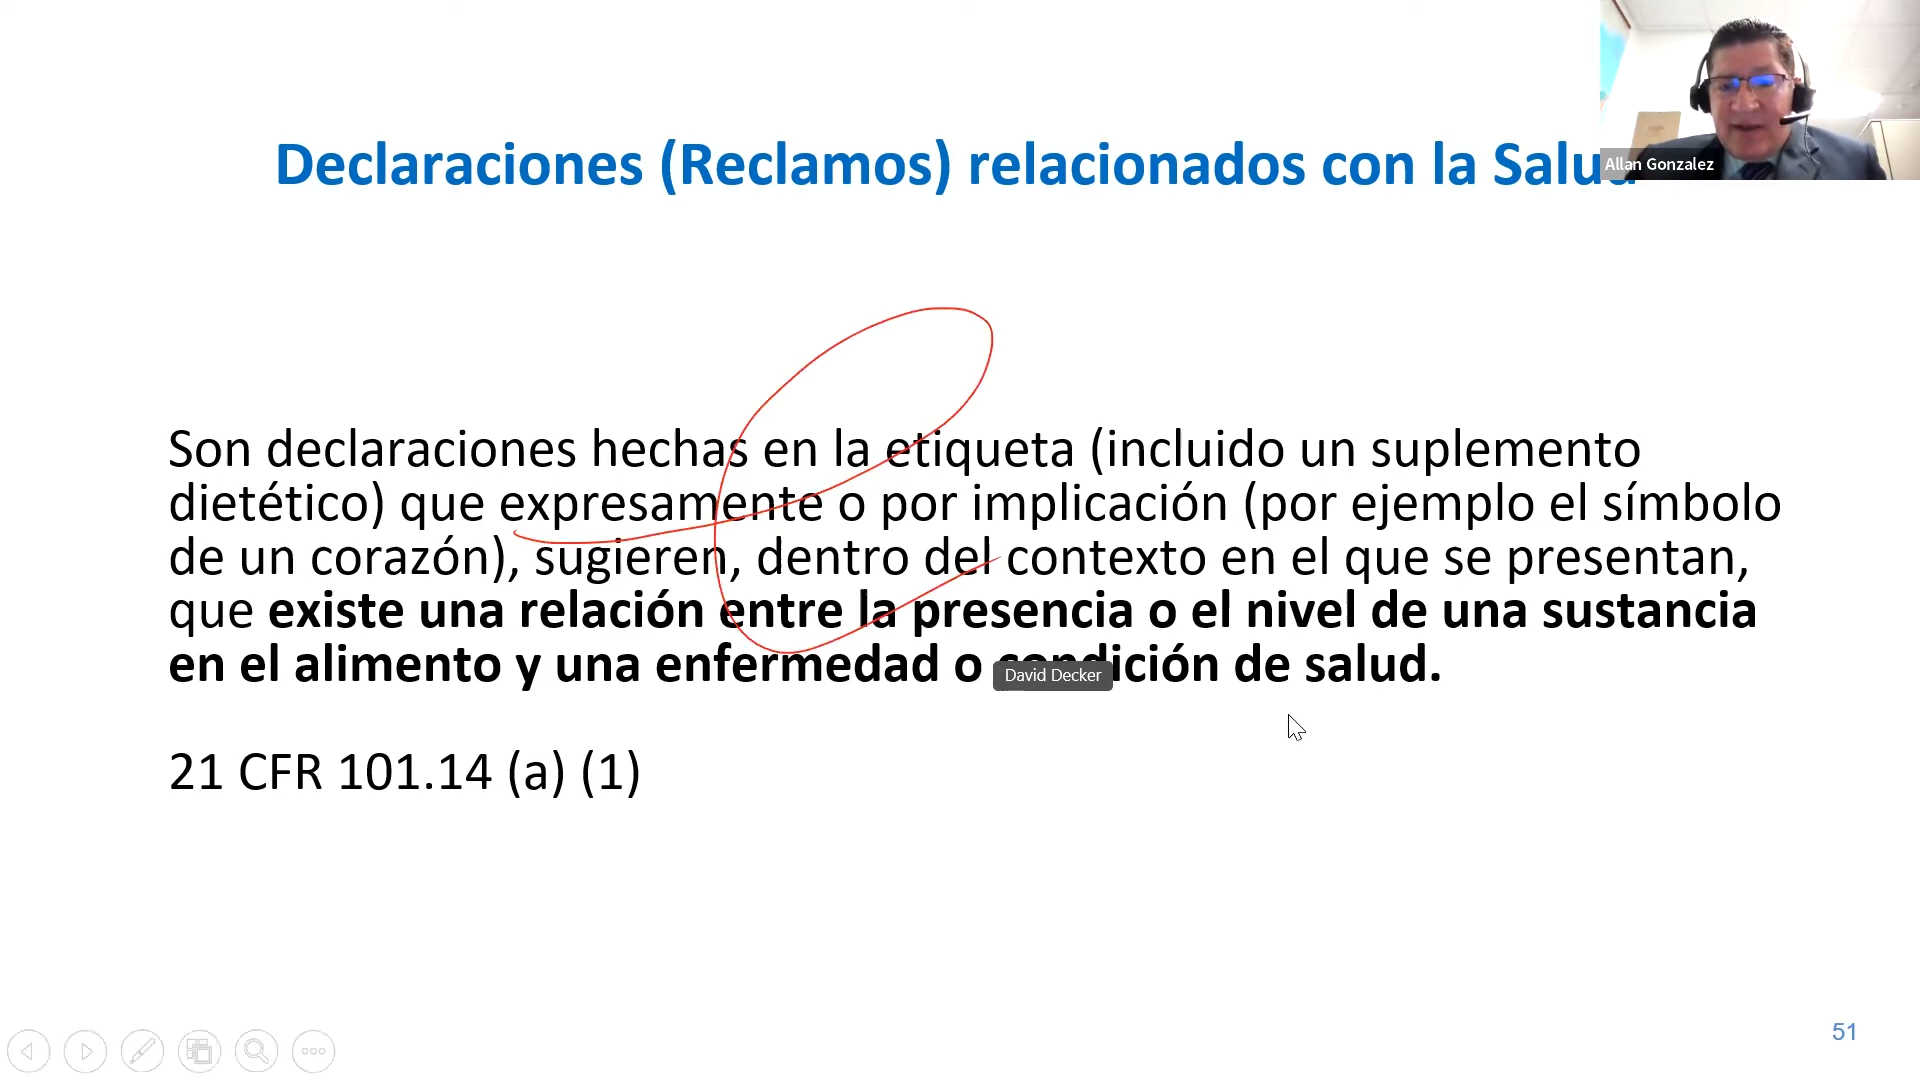 Declaraciones (Reclamos) relacionados con la Salud
Allan Gonzalez
Son declaraciones hechas en la etiqueta (incluido un suplemento
dietético) que expresamente o por implicación (por ejemplo el símbolo
de un corazón), sugieren, dentro del contexto en el que se presentan,
que existe una relación entre la presencia o el nivel de una sustancia
en el alimento y una enfermedad o condición de salud.
David Decker
21 CFR 101.14 (a) (1)
51